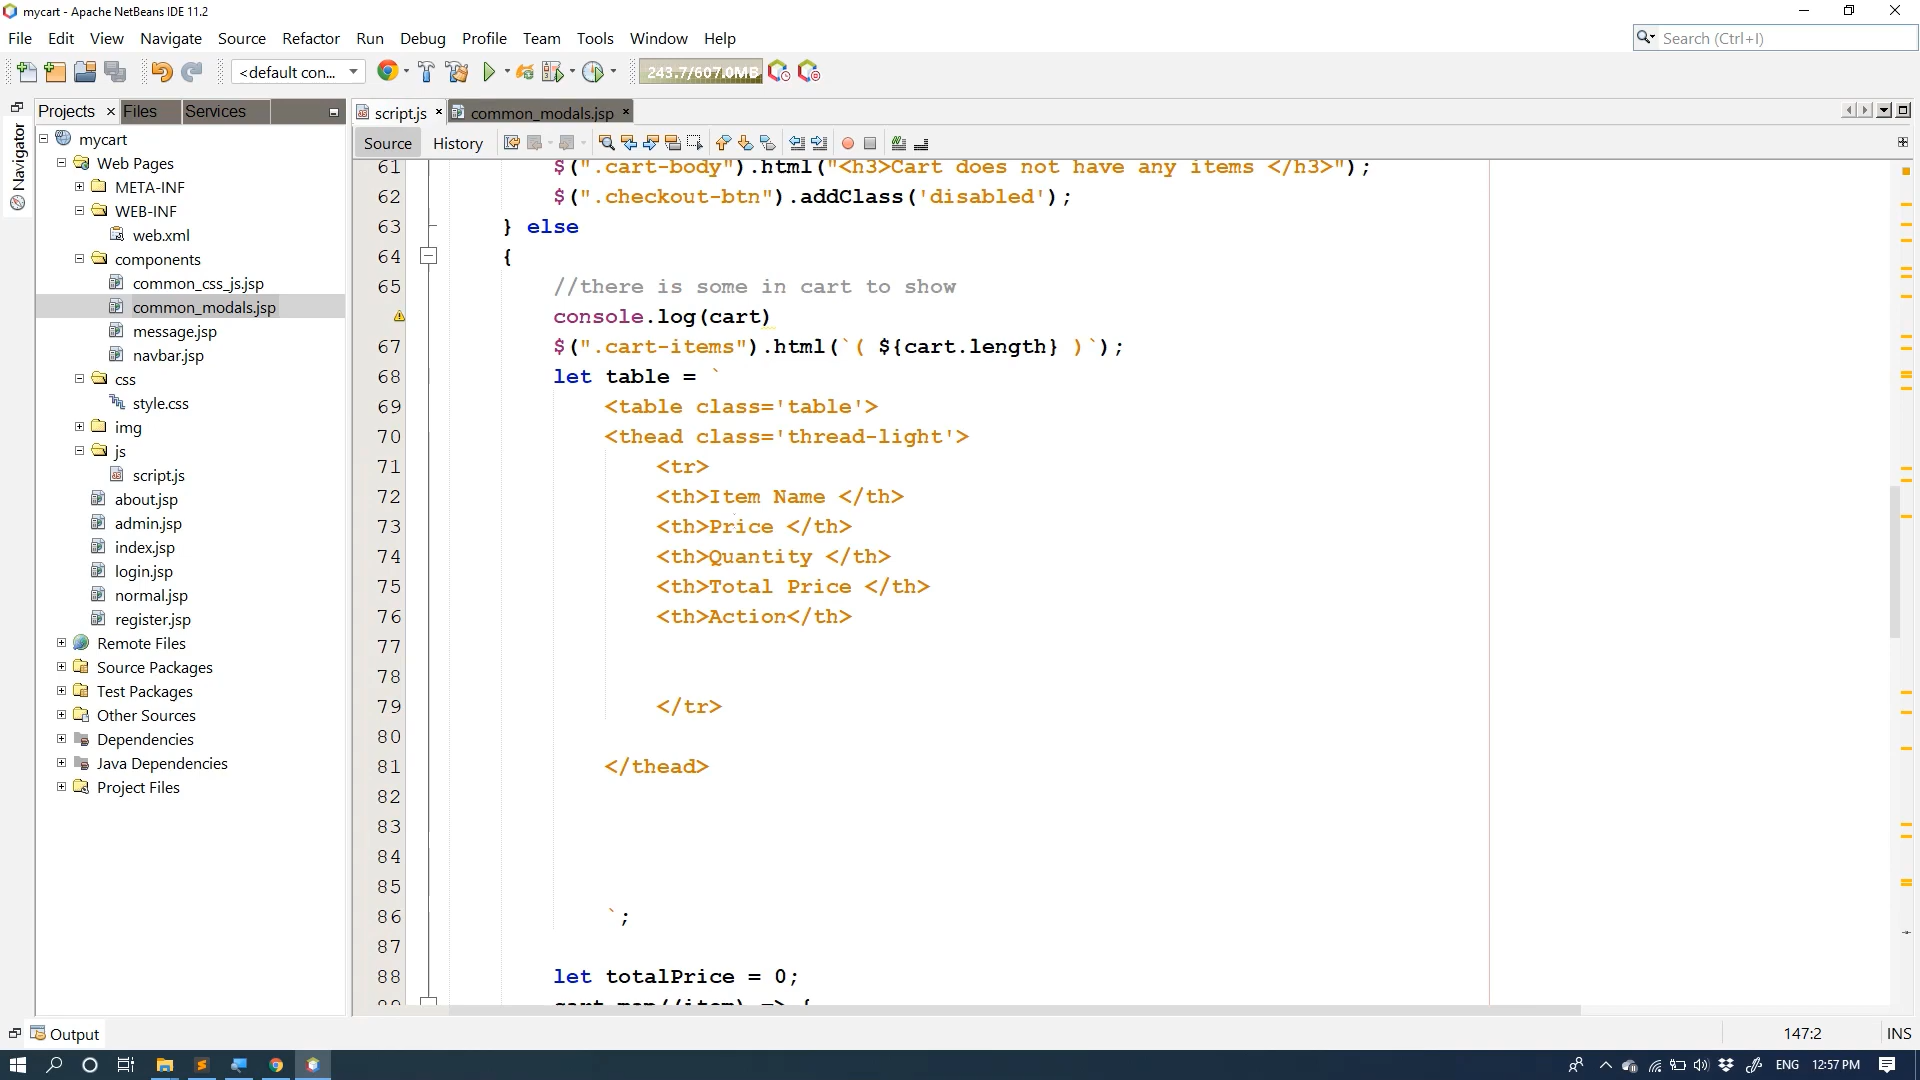 mycart - Apache NetBeans IDE 11.2
File Edit View Navigate Source Refactor Run Debug Profile Team Tools Window Help
Search (Ctrl+I)
<default con...
243.7/607.0MB
Projects
Files
Services
script.js
common_modals.jsp
Source
History
Navigator
mycart
Web Pages
META-INF
WEB-INF
web.xml
components
common_css_js.jsp
common_modals.jsp
message.jsp
navbar.jsp
css
style.css
img
js
script.js
about.jsp
admin.jsp
index.jsp
login.jsp
normal.jsp
register.jsp
Remote Files
Source Packages
Test Packages
Other Sources
Dependencies
Java Dependencies
Project Files
61 $(".cart-body").html("<h3>Cart does not have any items </h3>");
62 $(".checkout-btn").addClass('disabled');
63 } else
64 {
65 //there is some in cart to show
console.log(cart)
67 $(".cart-items").html(`( ${cart.length} )`);
68 let table = `
69 <table class='table'>
70 <thead class='thread-light'>
71 <tr>
72 <th>Item Name </th>
73 <th>Price </th>
74 <th>Quantity </th>
75 <th>Total Price </th>
76 <th>Action</th>
77
78
79 </tr>
80
81 </thead>
82
83
84
85
86 `;
87
88 let totalPrice = 0;
89 cart.map((item) => {
Output
147:2
INS
ENG
12:57 PM